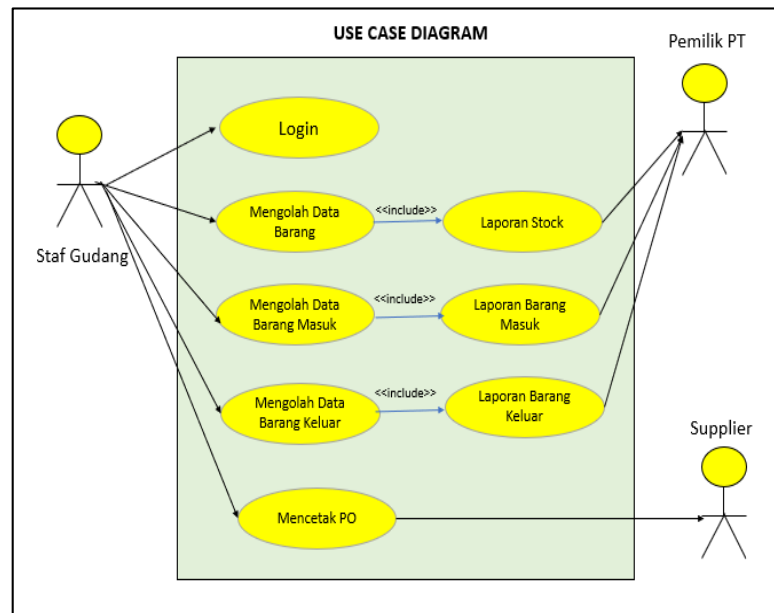 USE CASE DIAGRAM
Pemilik PT
Login
Staf Gudang
Mengolah Data
Barang
<<include>>
Laporan Stock
Mengolah Data
Barang Masuk
<<include>>
Laporan Barang
Masuk
Mengolah Data
Barang Keluar
<<include>>
Laporan Barang
Keluar
Supplier
Mencetak PO